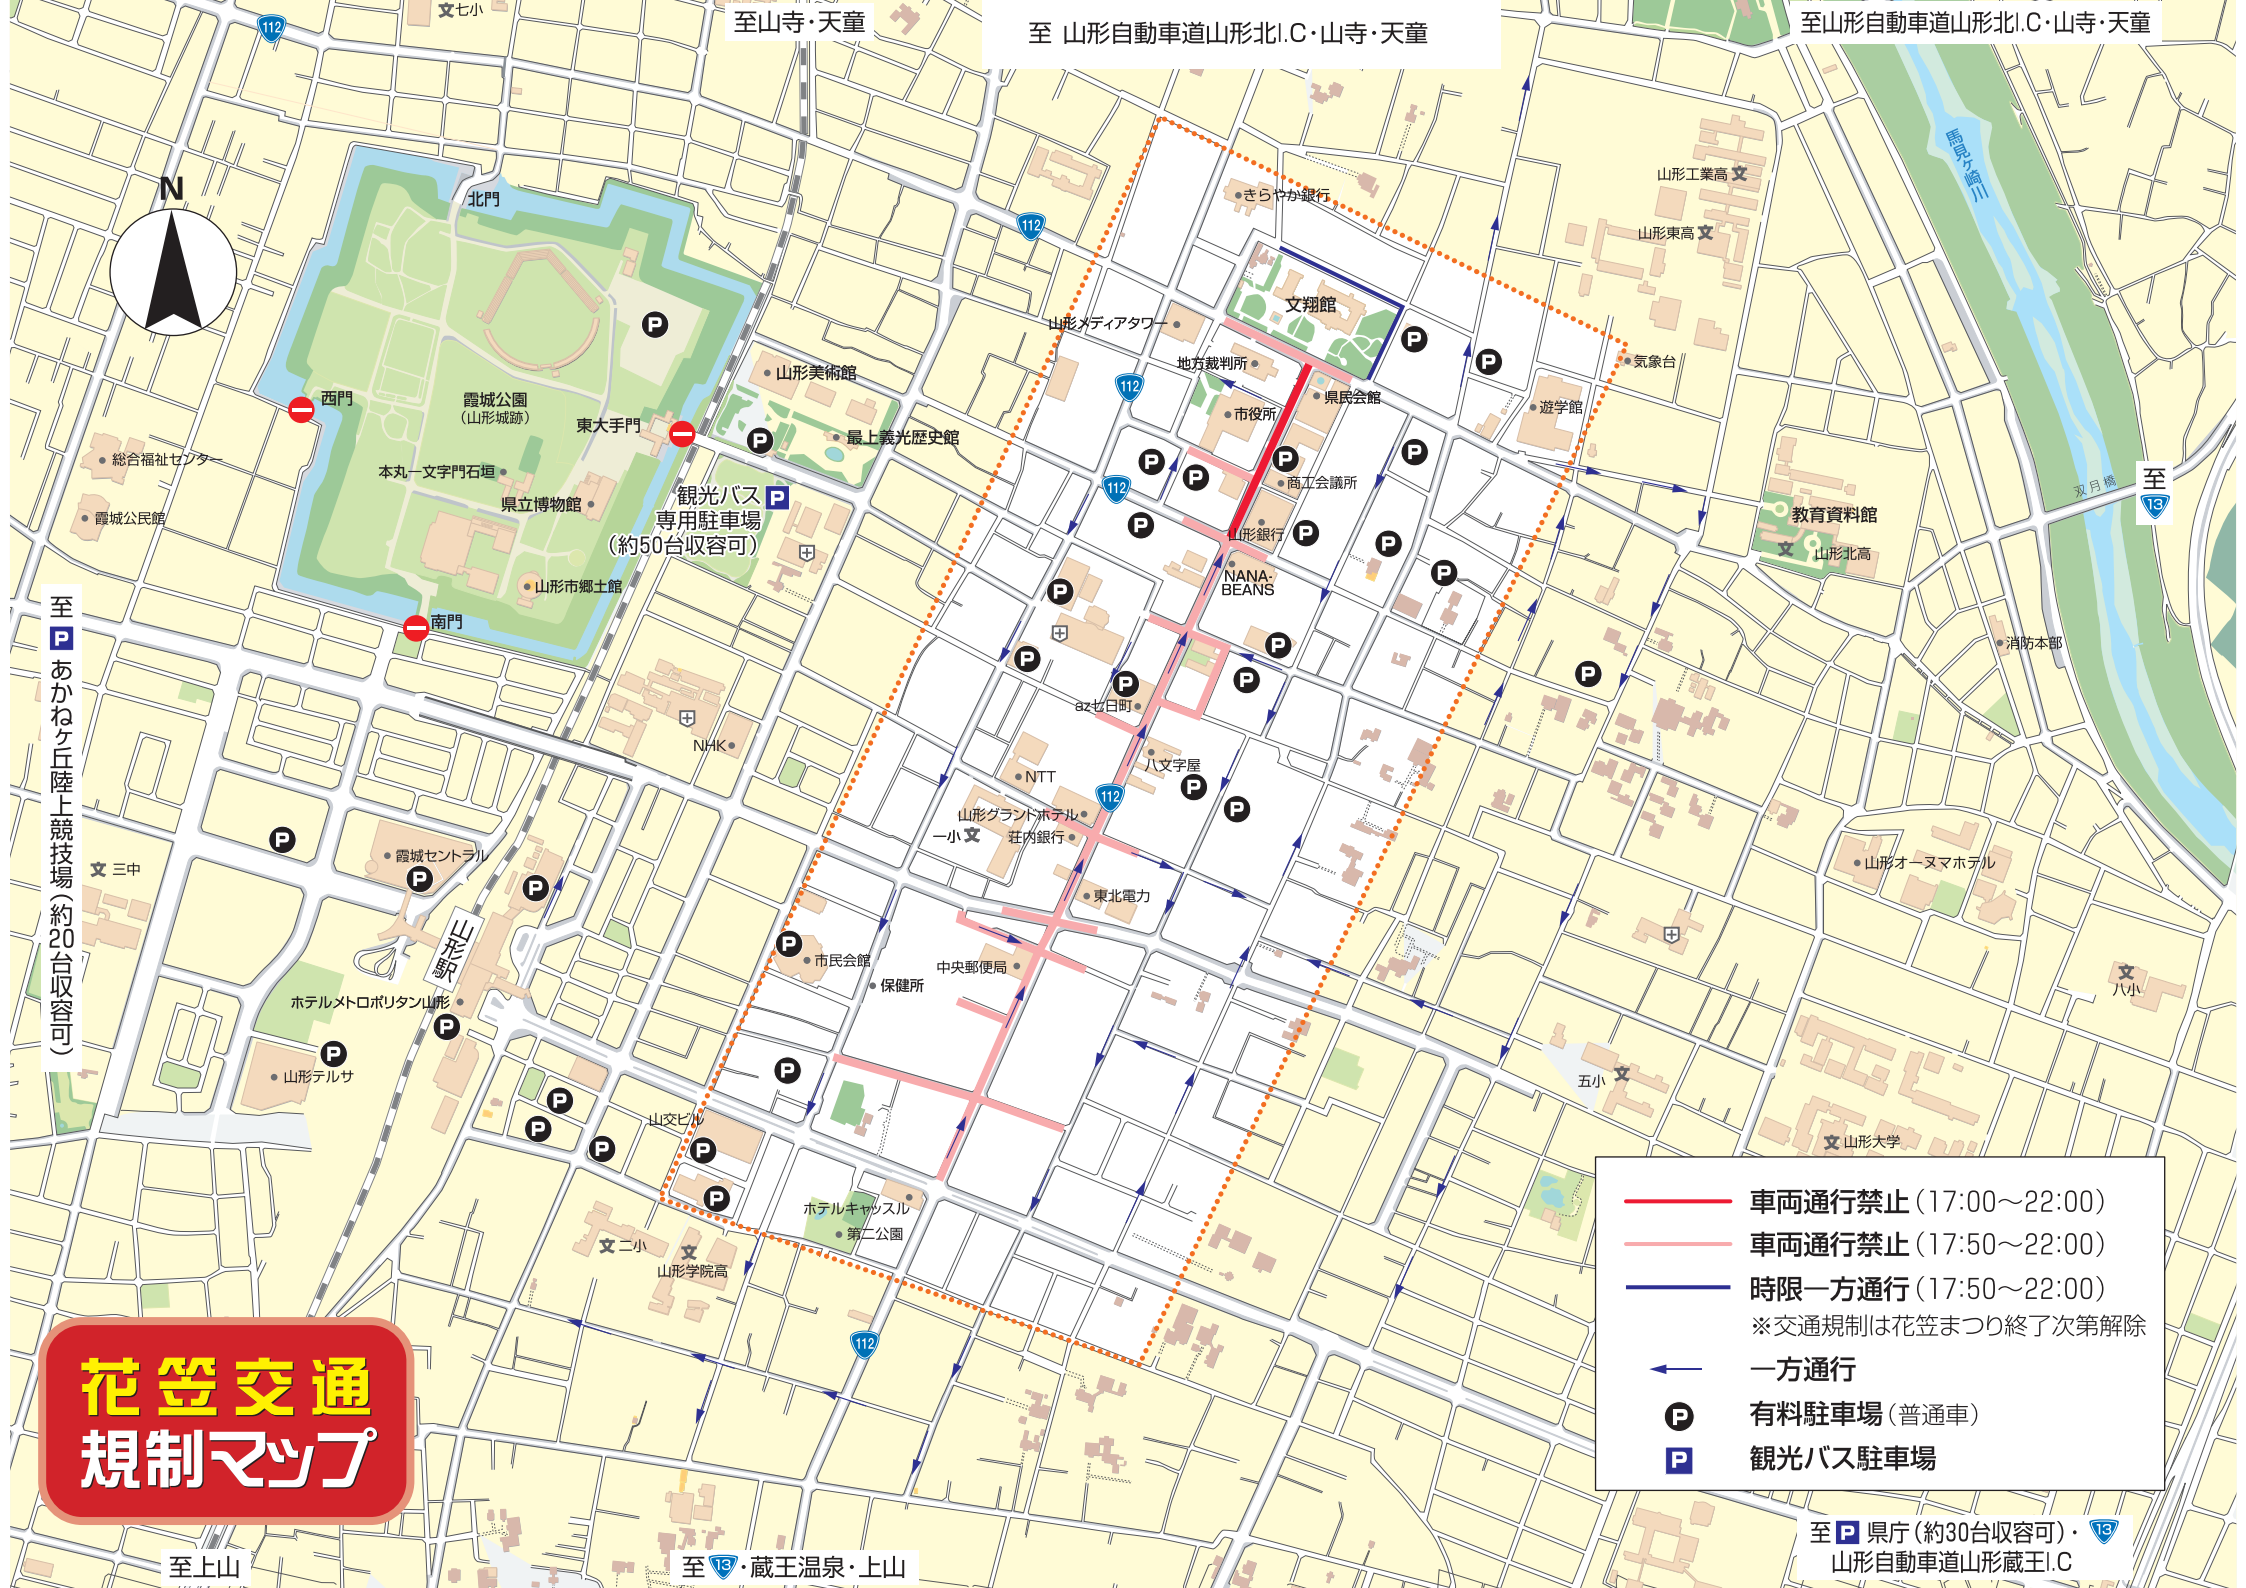 七小
112
至山寺・天童
至 山形自動車道山形北I.C・山寺・天童
至山形自動車道山形北I.C・山寺・天童
馬見ヶ崎川
N
北門
112
きらやか銀行
山形工業高
山形東高
文翔館
山形メディアタワー
P
P
P
地方裁判所
気象台
112
県民会館
市役所
遊学館
山形美術館
西門
霞城公園
（山形城跡）
東大手門
P
最上義光歴史館
総合福祉センター
本丸一文字門石垣
県立博物館
霞城公民館
観光バス P
専用駐車場
（約50台収容可）
P
P
P
P
商工会議所
112
P
山形銀行
P
P
P
双月橋
至
13
教育資料館
山形北高
NANA-
BEANS
山形市郷土館
南門
P
P
P
P
P
P
消防本部
az七日町
至 P あかねヶ丘陸上競技場（約20台収容可）
NHK
NTT
八文字屋
P
P
112
山形グランドホテル
一小
荘内銀行
P
霞城セントラル
P
P
三中
山形オーヌマホテル
東北電力
山形駅
P
市民会館
中央郵便局
保健所
八小
ホテルメトロポリタン山形
P
P
山形テルサ
P
P
P
P
五小
山形大学
山交ビル
P
P
ホテルキャッスル
第二公園
二小
山形学院高
112
車両通行禁止（17:00～22:00）
車両通行禁止（17:50～22:00）
時限一方通行（17:50～22:00）
※交通規制は花笠まつり終了次第解除
一方通行
P 有料駐車場（普通車）
P 観光バス駐車場
花笠交通
規制マップ
至上山
至 13・蔵王温泉・上山
至 P 県庁（約30台収容可）・ 13
山形自動車道山形蔵王I.C